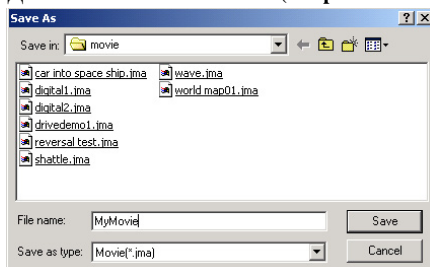 Save As
Save in: movie
car into space ship.jma wave.jma
digital1.jma world map01.jma
digital2.jma
drivedemo1.jma
reversal test.jma
shattle.jma
File name: MyMovie Save
Save as type: Movie(*.jma) Cancel